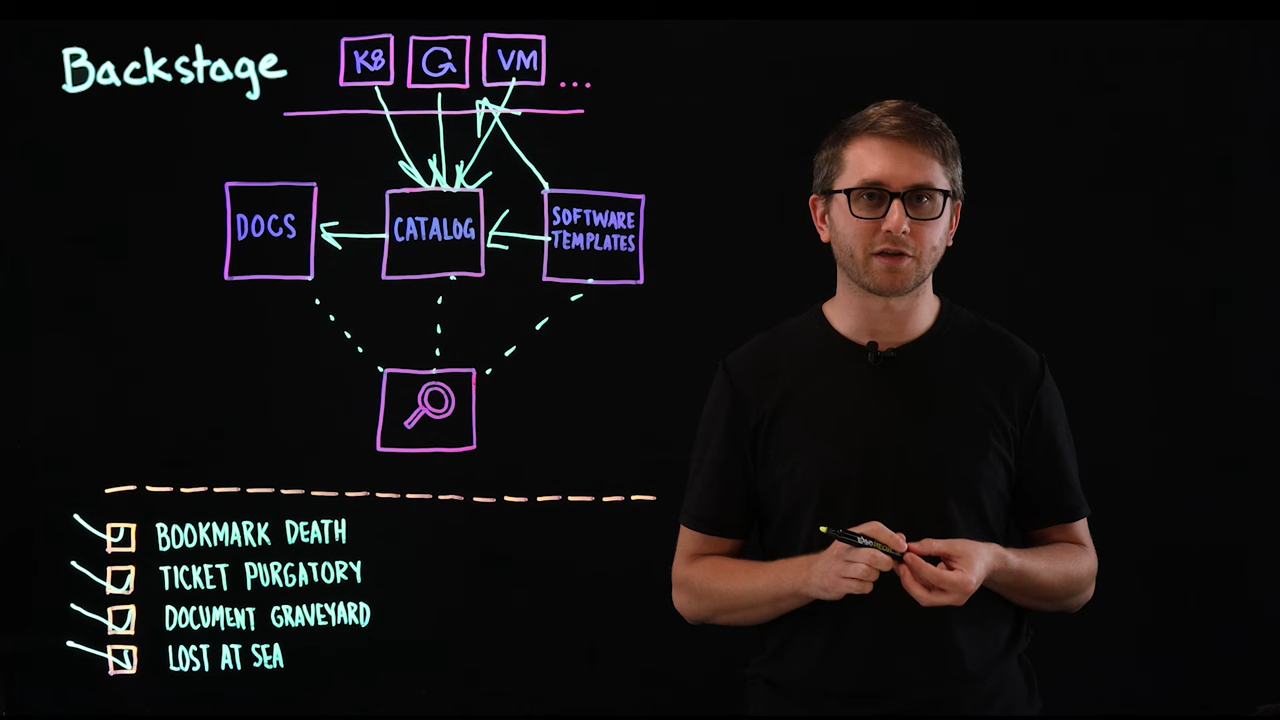 Backstage
K8
G
VM
...
DOCS
CATALOG
SOFTWARE
TEMPLATES
BOOKMARK DEATH
TICKET PURGATORY
DOCUMENT GRAVEYARD
LOST AT SEA